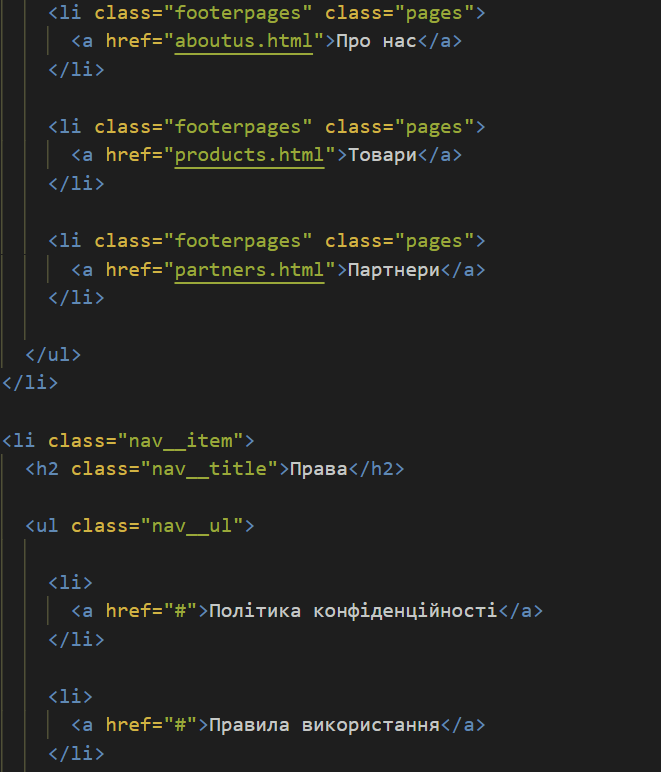 <li class="footerpages" class="pages">
<a href="aboutus.html">Про нас</a>
</li>
<li class="footerpages" class="pages">
<a href="products.html">Товари</a>
</li>
<li class="footerpages" class="pages">
<a href="partners.html">Партнери</a>
</li>
</ul>
</li>
<li class="nav__item">
<h2 class="nav__title">Права</h2>
<ul class="nav__ul">
<li>
<a href="#">Політика конфіденційності</a>
</li>
<li>
<a href="#">Правила використання</a>
</li>